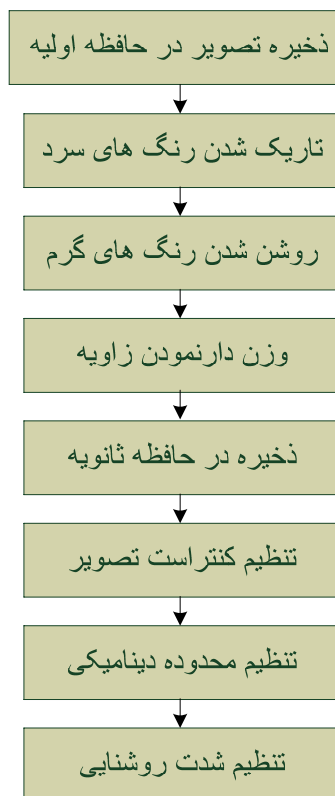 ذخیره تصویر در حافظه اولیه
تاریک شدن رنگ های سرد
روشن شدن رنگ های گرم
وزن دارنمودن زاویه
ذخیره در حافظه ثانویه
تنظیم کنتراست تصویر
تنظیم محدوده دینامیکی
تنظیم شدت روشنایی